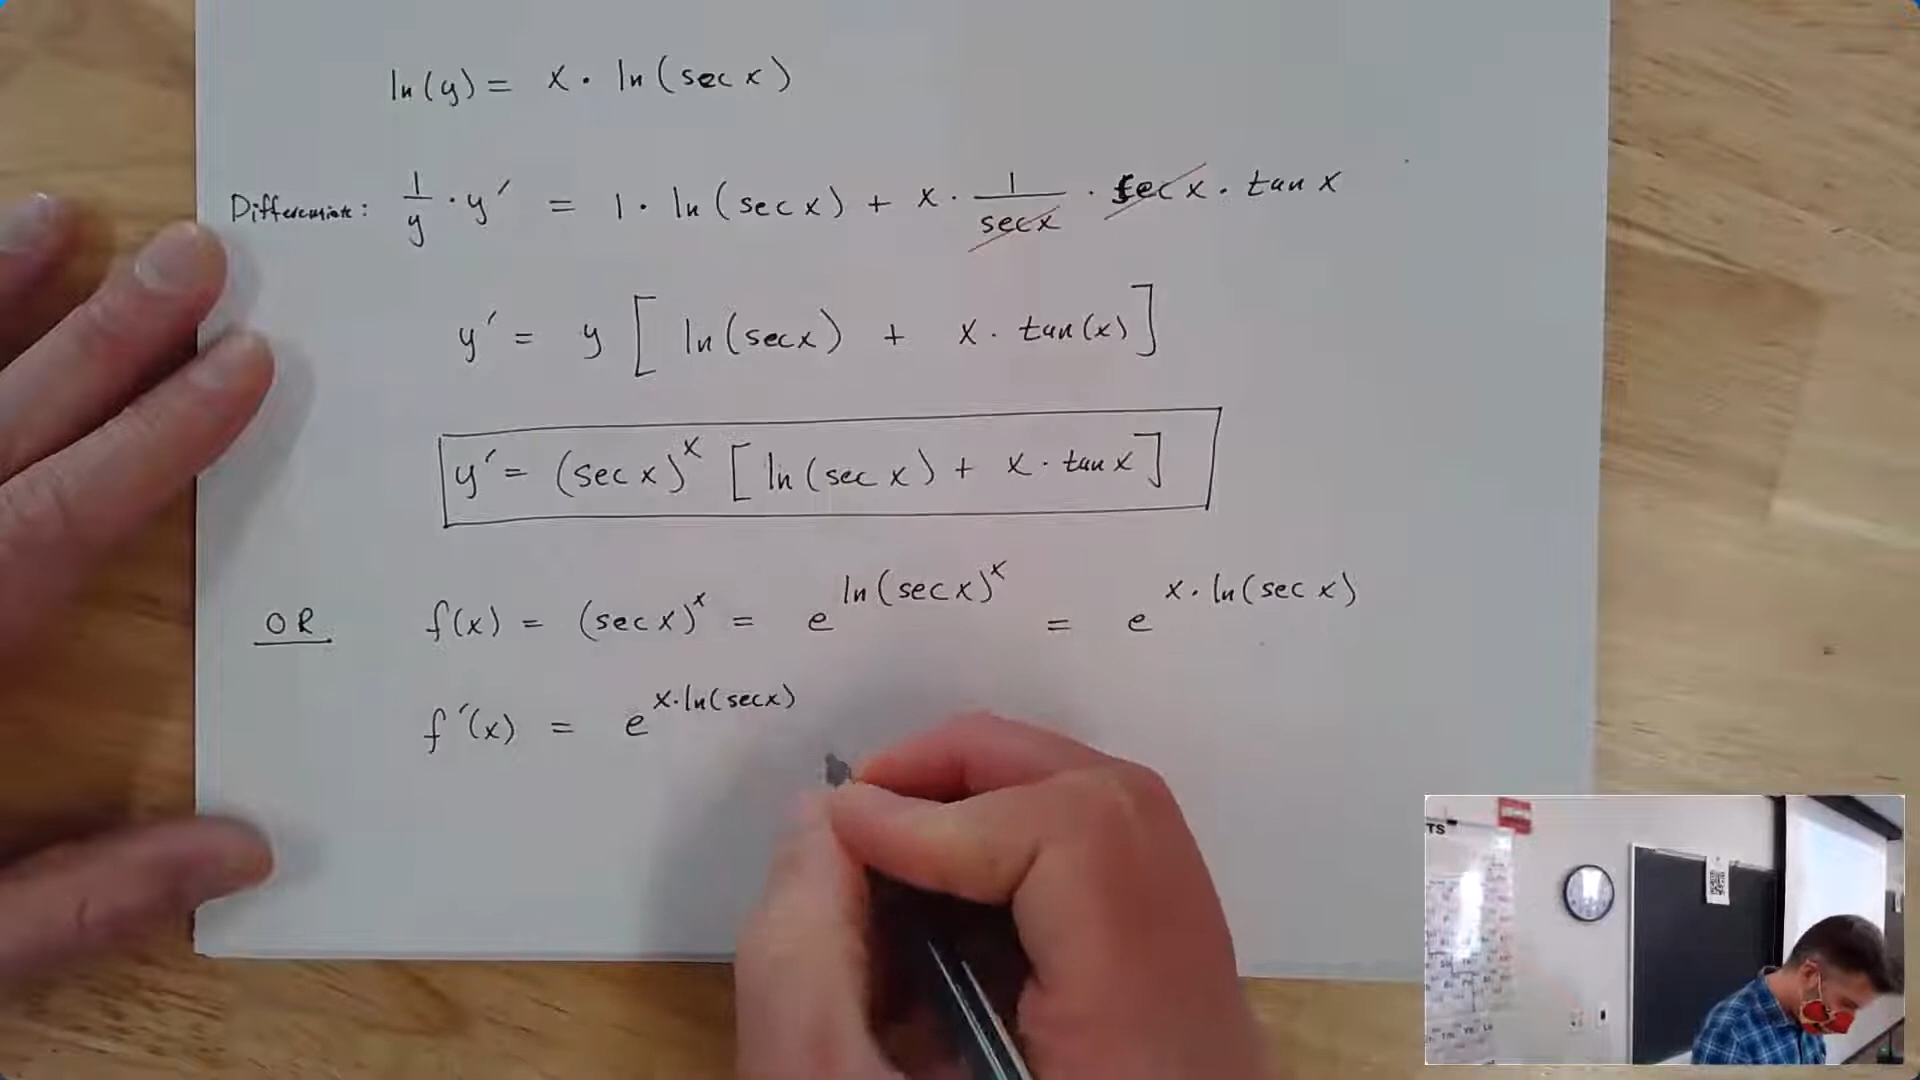 ln(y) = x · ln(sec x)
Differentiate: 1/y · y′ = 1 · ln(sec x) + x · 1/sec x · sec x · tan x
y′ = y [ ln(sec x) + x · tan(x) ]
y′ = (sec x)^x [ ln(sec x) + x · tan x ]
OR f(x) = (sec x)^x = e^ln(sec x)^x = e^x · ln(sec x)
f′(x) = e^x·ln(sec x)
TS